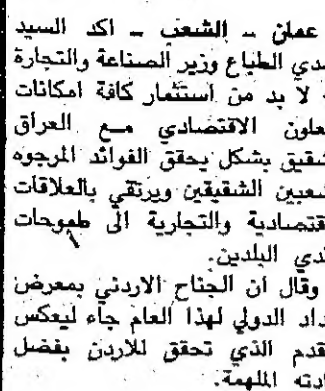 عمان - الشعب - اكد السيد
دي الطباع وزير الصناعة والتجارة
لا بد من استثمار كافة امكانات
عاون الاقتصادي مع العراق
شقيق بشكل يحقق الفوائد المرجوه
شعبين الشقيقين ويرتقي بالعلاقات
قتصادية والتجارية الى طموحات
دي البلدين.
وقال ان الجناح الاردني بمعرض
داد الدولي لهذا العام جاء ليعكس
قدم الذي تحقق للاردن بفضل
ادته الملهمة.